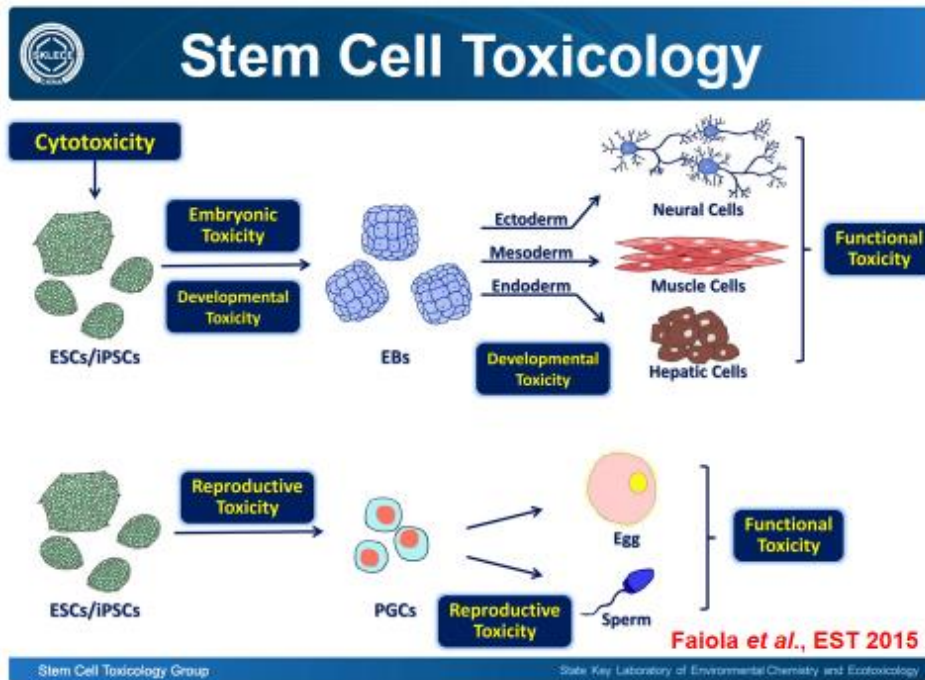 SKLECE
Stem Cell Toxicology
Cytotoxicity
Embryonic
Toxicity
Developmental
Toxicity
ESCs/iPSCs
EBs
Ectoderm
Mesoderm
Endoderm
Developmental
Toxicity
Neural Cells
Muscle Cells
Hepatic Cells
Functional
Toxicity
ESCs/iPSCs
Reproductive
Toxicity
PGCs
Egg
Reproductive
Toxicity
Sperm
Functional
Toxicity
Faiola et al., EST 2015
Stem Cell Toxicology Group
State Key Laboratory of Environmental Chemistry and Ecotoxicology